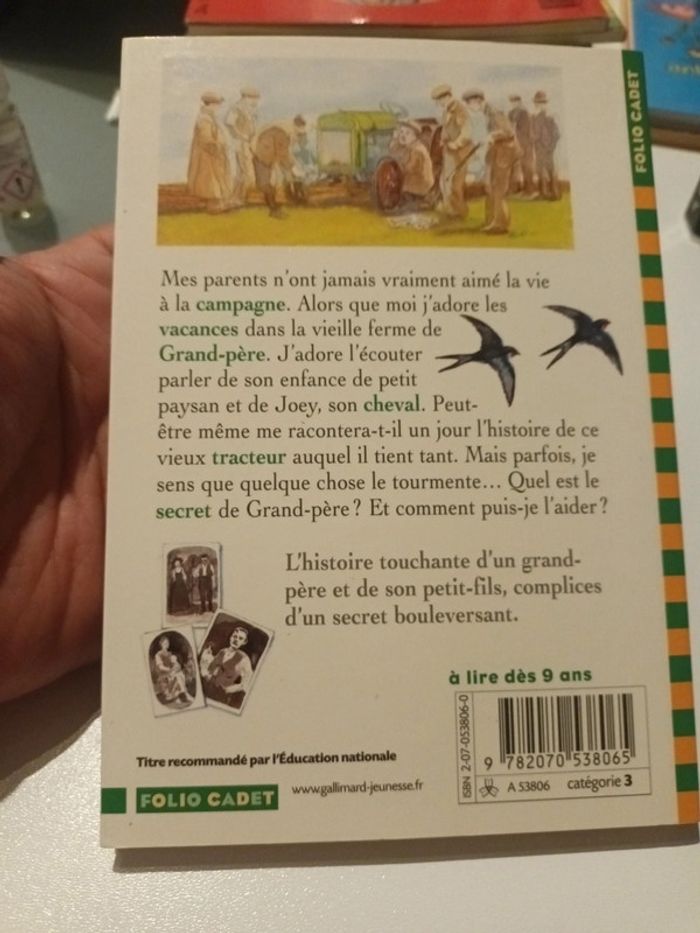 FOLIO CADET
Mes parents n'ont jamais vraiment aimé la vie
à la campagne. Alors que moi j'adore les
vacances dans la vieille ferme de
Grand-père. J'adore l'écouter
parler de son enfance de petit
paysan et de Joey, son cheval. Peut-
être même me racontera-t-il un jour l'histoire de ce
vieux tracteur auquel il tient tant. Mais parfois, je
sens que quelque chose le tourmente... Quel est le
secret de Grand-père ? Et comment puis-je l'aider ?
L'histoire touchante d'un grand-
père et de son petit-fils, complices
d'un secret bouleversant.
à lire dès 9 ans
ISBN 2-07-053806-0
9 782070 538065
A 53806 catégorie 3
Titre recommandé par l'Éducation nationale
FOLIO CADET
www.gallimard-jeunesse.fr